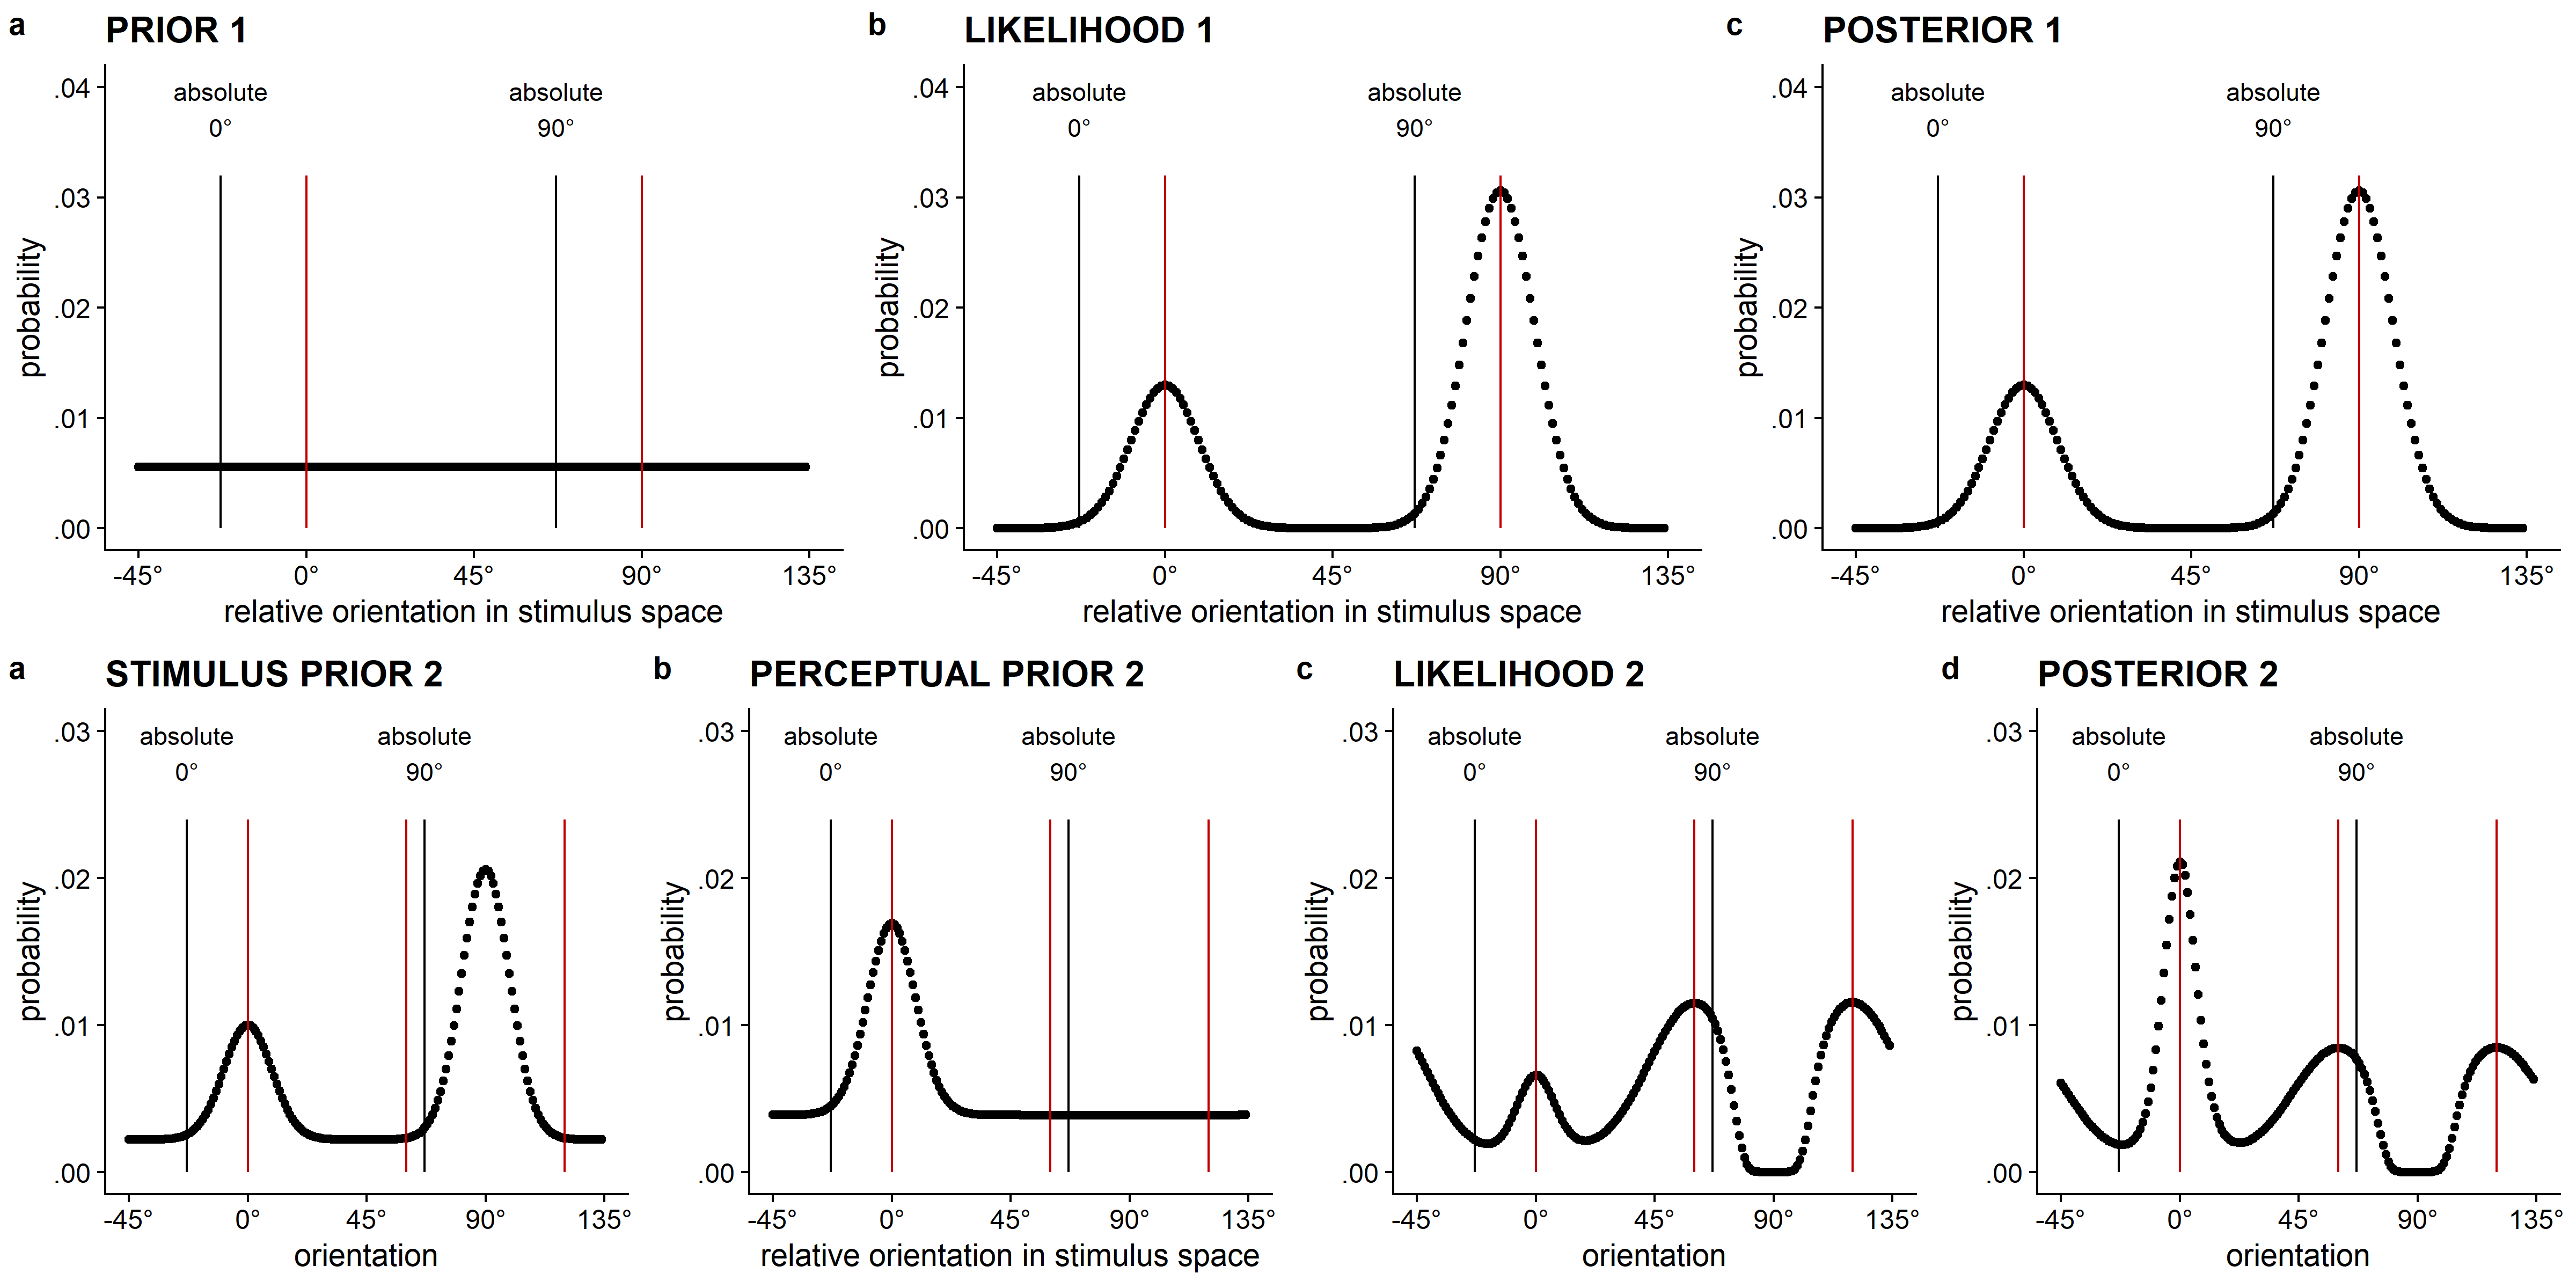 a PRIOR 1
.04
.03
.02
.01
.00
probability
absolute
0°
absolute
90°
-45° 0° 45° 90° 135°
relative orientation in stimulus space
b LIKELIHOOD 1
.04
.03
.02
.01
.00
probability
absolute
0°
absolute
90°
-45° 0° 45° 90° 135°
relative orientation in stimulus space
c POSTERIOR 1
.04
.03
.02
.01
.00
probability
absolute
0°
absolute
90°
-45° 0° 45° 90° 135°
relative orientation in stimulus space
a STIMULUS PRIOR 2
.03
.02
.01
.00
probability
absolute
0°
absolute
90°
-45° 0° 45° 90° 135°
orientation
b PERCEPTUAL PRIOR 2
.03
.02
.01
.00
probability
absolute
0°
absolute
90°
-45° 0° 45° 90° 135°
relative orientation in stimulus space
c LIKELIHOOD 2
.03
.02
.01
.00
probability
absolute
0°
absolute
90°
-45° 0° 45° 90° 135°
orientation
d POSTERIOR 2
.03
.02
.01
.00
probability
absolute
0°
absolute
90°
-45° 0° 45° 90° 135°
orientation